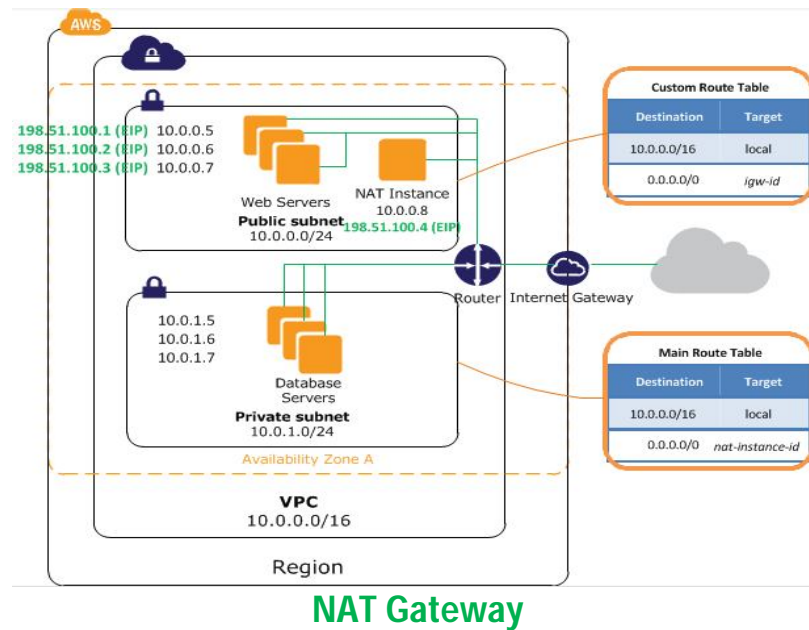 AWS
198.51.100.1 (EIP) 10.0.0.5
198.51.100.2 (EIP) 10.0.0.6
198.51.100.3 (EIP) 10.0.0.7
Web Servers
Public subnet
10.0.0.0/24
NAT Instance
10.0.0.8
198.51.100.4 (EIP)
Custom Route Table
Destination Target
10.0.0.0/16 local
0.0.0.0/0 igw-id
Router
Internet Gateway
10.0.1.5
10.0.1.6
10.0.1.7
Database
Servers
Private subnet
10.0.1.0/24
Main Route Table
Destination Target
10.0.0.0/16 local
0.0.0.0/0 nat-instance-id
Availability Zone A
VPC
10.0.0.0/16
Region
NAT Gateway